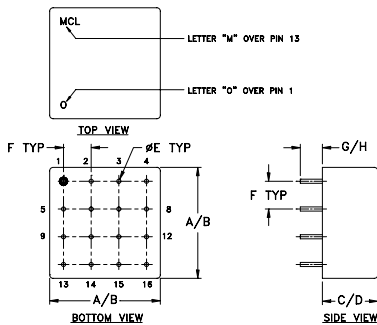 MCL
LETTER "M" OVER PIN 13
O
LETTER "O" OVER PIN 1
TOP VIEW
F TYP
ØE TYP
G/H
1 2 3 4
F TYP
A/B
5 8
9 12
13 14 15 16
A/B
C/D
BOTTOM VIEW
SIDE VIEW